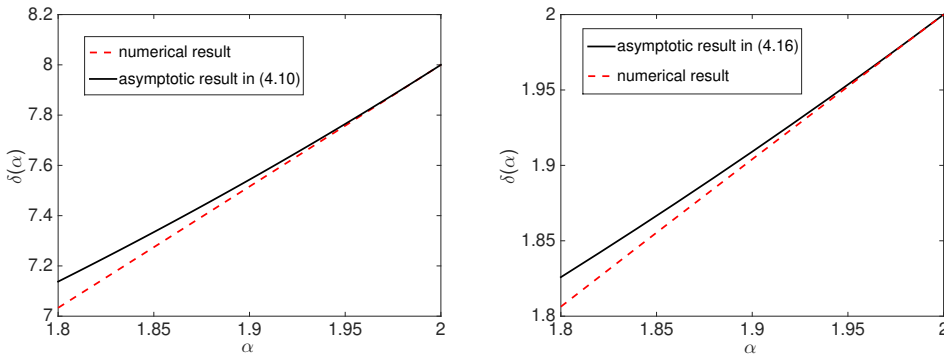 8.2
8
7.8
7.6
7.4
7.2
7
δ(α)
numerical result
asymptotic result in (4.10)
1.8
1.85
1.9
1.95
2
α
2
1.95
1.9
1.85
1.8
δ(α)
asymptotic result in (4.16)
numerical result
1.8
1.85
1.9
1.95
2
α